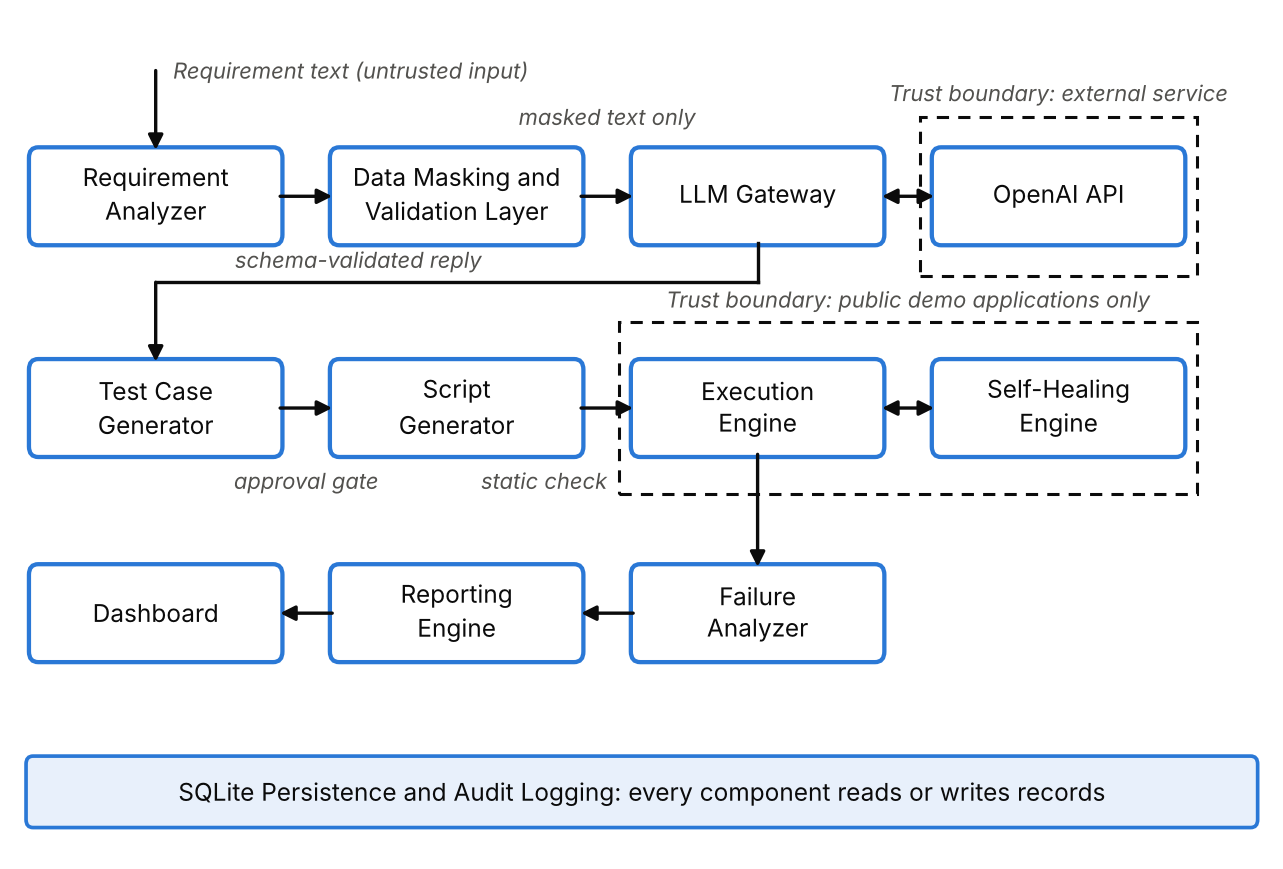 Requirement text (untrusted input)
Trust boundary: external service
masked text only
Requirement
Analyzer
Data Masking and
Validation Layer
LLM Gateway
OpenAI API
schema-validated reply
Trust boundary: public demo applications only
Test Case
Generator
Script
Generator
Execution
Engine
Self-Healing
Engine
approval gate
static check
Dashboard
Reporting
Engine
Failure
Analyzer
SQLite Persistence and Audit Logging: every component reads or writes records